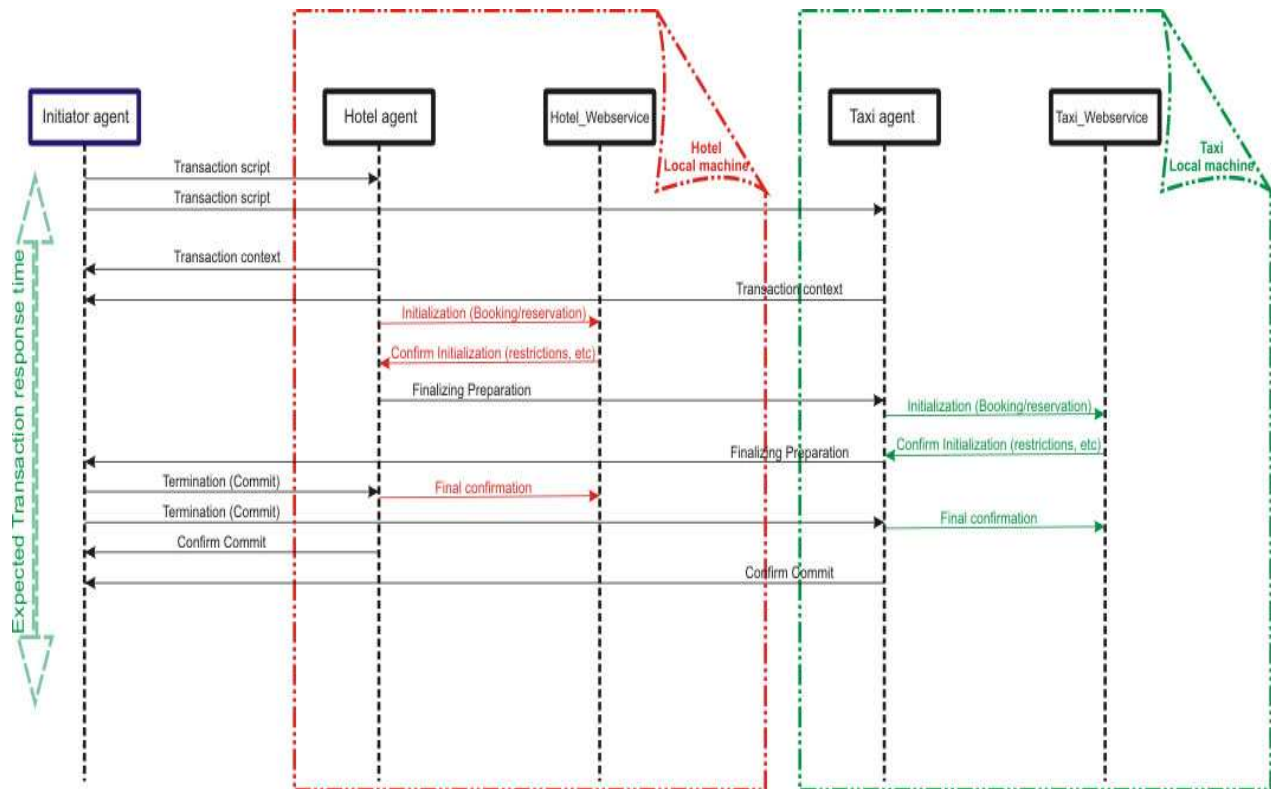 Initiator agent
Hotel agent
Hotel_Webservice
Taxi agent
Taxi_Webservice
Hotel
Local machine
Taxi
Local machine
Transaction script
Transaction script
Transaction context
Transaction context
Initialization (Booking/reservation)
Confirm Initialization (restrictions, etc)
Finalizing Preparation
Initialization (Booking/reservation)
Confirm Initialization (restrictions, etc)
Finalizing Preparation
Termination (Commit)
Final confirmation
Termination (Commit)
Final confirmation
Confirm Commit
Confirm Commit
Expected Transaction response time